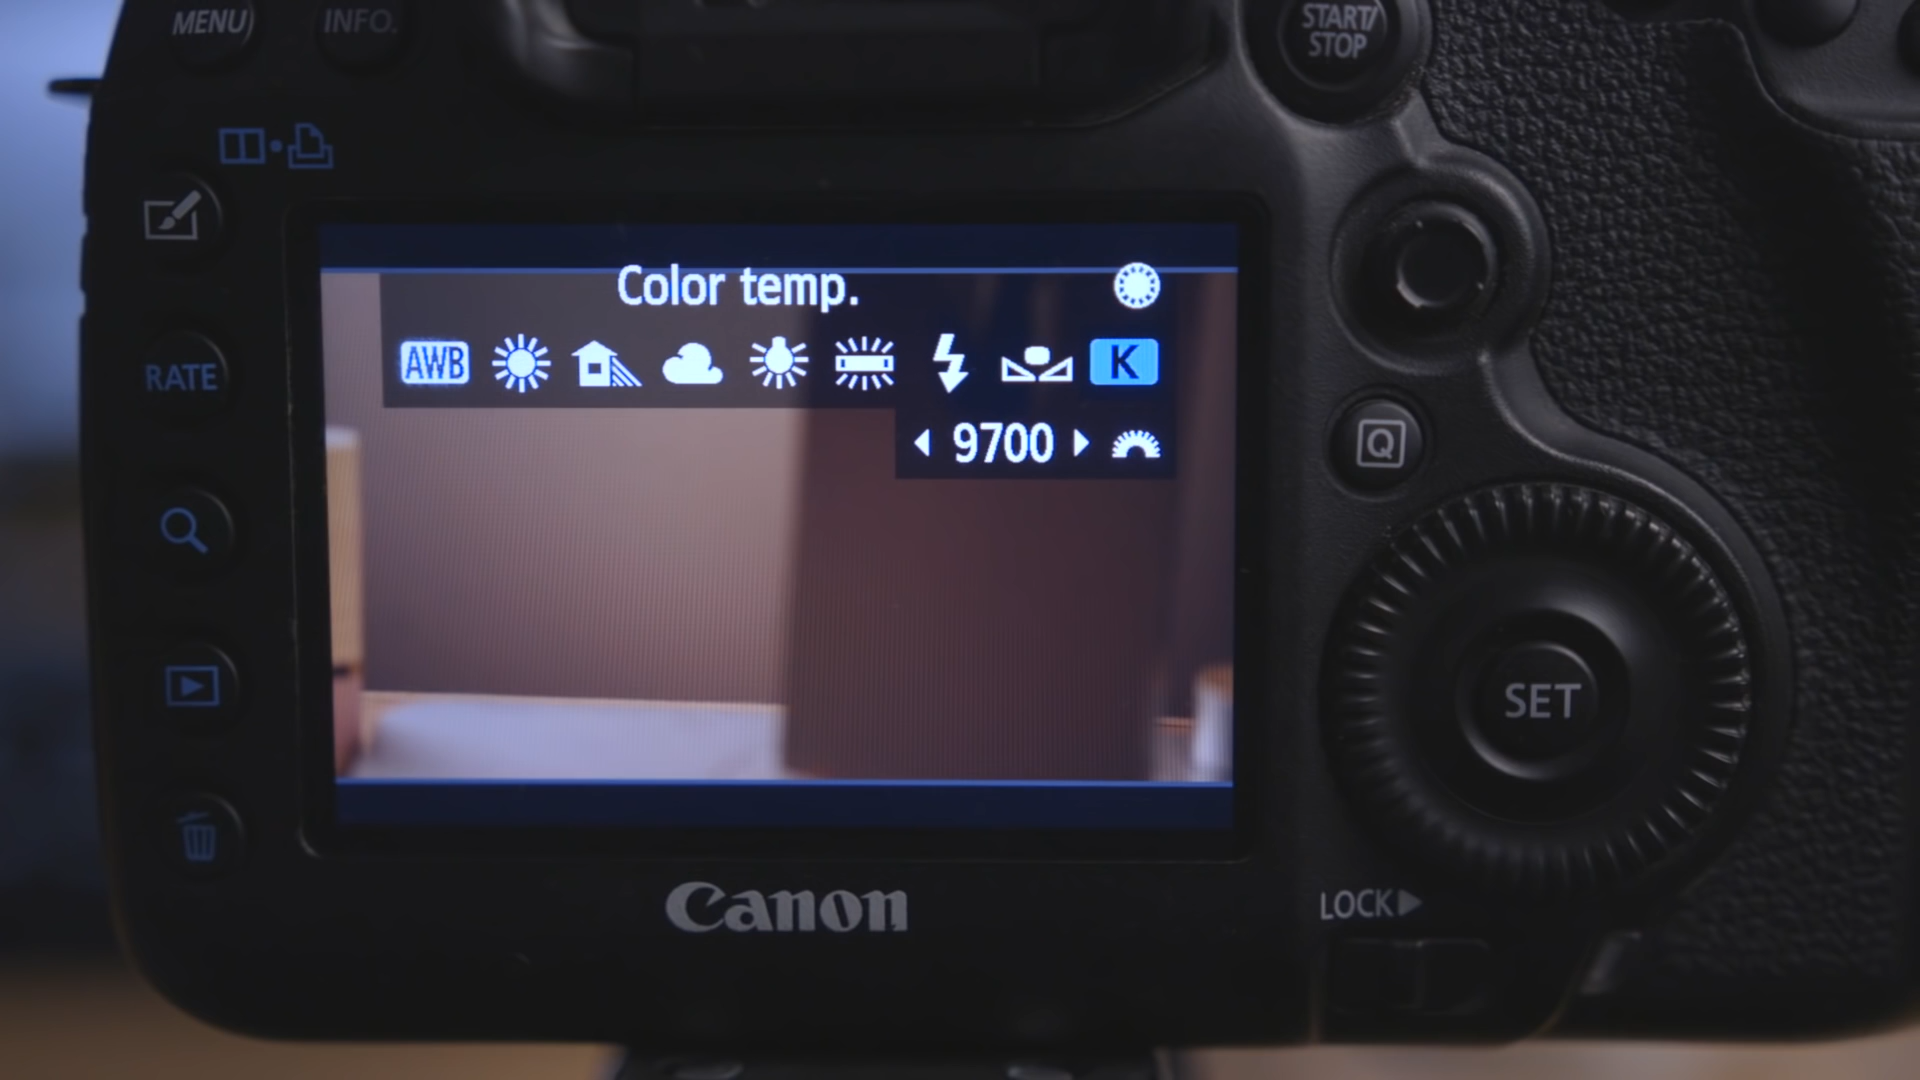 MENU
INFO.
START/
STOP
Color temp.
AWB
K
9700
RATE
Q
SET
Canon
LOCK